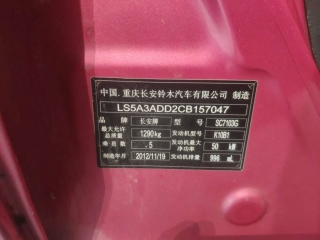 中国.重庆长安铃木汽车有限公司 制造
LS5A3ADD2CB157047
品牌 长安牌 型号 SC7103G
最大允许总质量 1290kg 发动机型号 K10B1
乘员数 5 发动机最大净功率 50 kW
制造年月 2012/11/19 发动机排量 996 mL